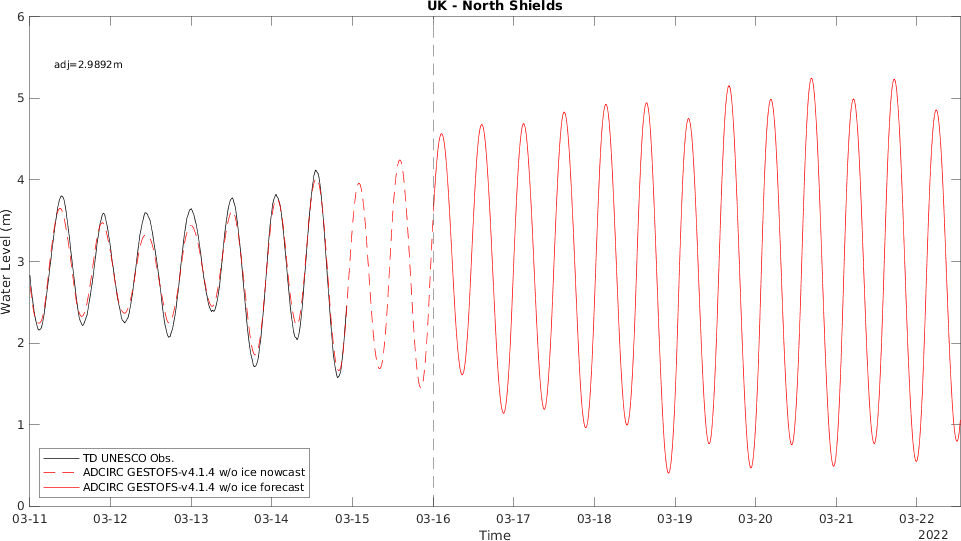 UK - North Shields
6
5
4
3
2
1
0
Water Level (m)
adj=2.9892m
TD UNESCO Obs.
ADCIRC GESTOFS-v4.1.4 w/o ice nowcast
ADCIRC GESTOFS-v4.1.4 w/o ice forecast
03-11 03-12 03-13 03-14 03-15 03-16 03-17 03-18 03-19 03-20 03-21 03-22
Time
2022